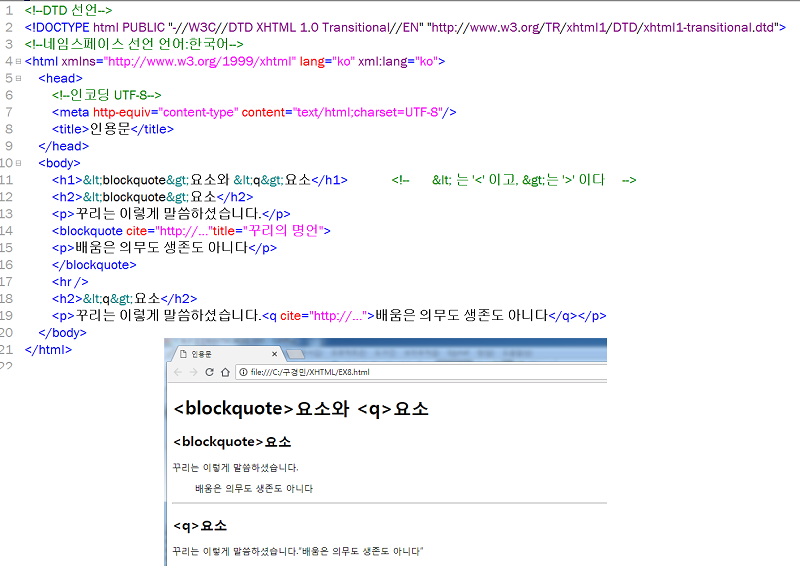 1 <!--DTD 선언-->
2 <!DOCTYPE html PUBLIC "-//W3C//DTD XHTML 1.0 Transitional//EN" "http://www.w3.org/TR/xhtml1/DTD/xhtml1-transitional.dtd">
3 <!--네임스페이스 선언 언어:한국어-->
4 <html xmlns="http://www.w3.org/1999/xhtml" lang="ko" xml:lang="ko">
5 <head>
6 <!--인코딩 UTF-8-->
7 <meta http-equiv="content-type" content="text/html;charset=UTF-8"/>
8 <title>인용문</title>
9 </head>
10 <body>
11 <h1>&lt;blockquote&gt;요소와 &lt;q&gt;요소</h1> <!-- &lt; 는 '<' 이고, &gt;는 '>' 이다 -->
12 <h2>&lt;blockquote&gt;요소</h2>
13 <p>꾸리는 이렇게 말씀하셨습니다.</p>
14 <blockquote cite="http://..."title="꾸리의 명언">
15 <p>배움은 의무도 생존도 아니다</p>
16 </blockquote>
17 <hr />
18 <h2>&lt;q&gt;요소</h2>
19 <p>꾸리는 이렇게 말씀하셨습니다.<q cite="http://...">배움은 의무도 생존도 아니다</q></p>
20 </body>
21 </html>
22
인용문
file:///C:/구경민/XHTML/EX8.html
<blockquote>요소와 <q>요소
<blockquote>요소
꾸리는 이렇게 말씀하셨습니다.
배움은 의무도 생존도 아니다
<q>요소
꾸리는 이렇게 말씀하셨습니다."배움은 의무도 생존도 아니다"